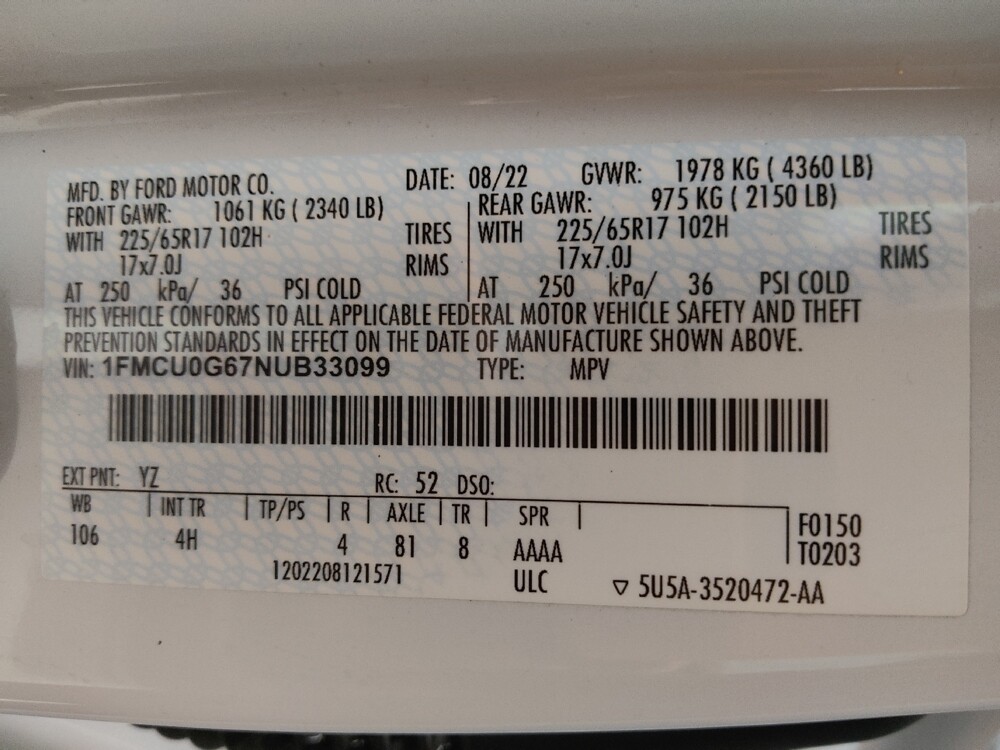 MFD. BY FORD MOTOR CO. DATE: 08/22 GVWR: 1978 KG ( 4360 LB)
FRONT GAWR: 1061 KG ( 2340 LB) REAR GAWR: 975 KG ( 2150 LB)
WITH 225/65R17 102H TIRES WITH 225/65R17 102H TIRES
17x7.0J RIMS 17x7.0J RIMS
AT 250 kPa/ 36 PSI COLD AT 250 kPa/ 36 PSI COLD
THIS VEHICLE CONFORMS TO ALL APPLICABLE FEDERAL MOTOR VEHICLE SAFETY AND THEFT
PREVENTION STANDARDS IN EFFECT ON THE DATE OF MANUFACTURE SHOWN ABOVE.
VIN: 1FMCU0G67NUB33099 TYPE: MPV
EXT PNT: YZ RC: 52 DSO:
WB INT TR TP/PS R AXLE TR SPR F0150
106 4H 4 81 8 AAAA T0203
1202208121571 ULC ▽ 5U5A-3520472-AA